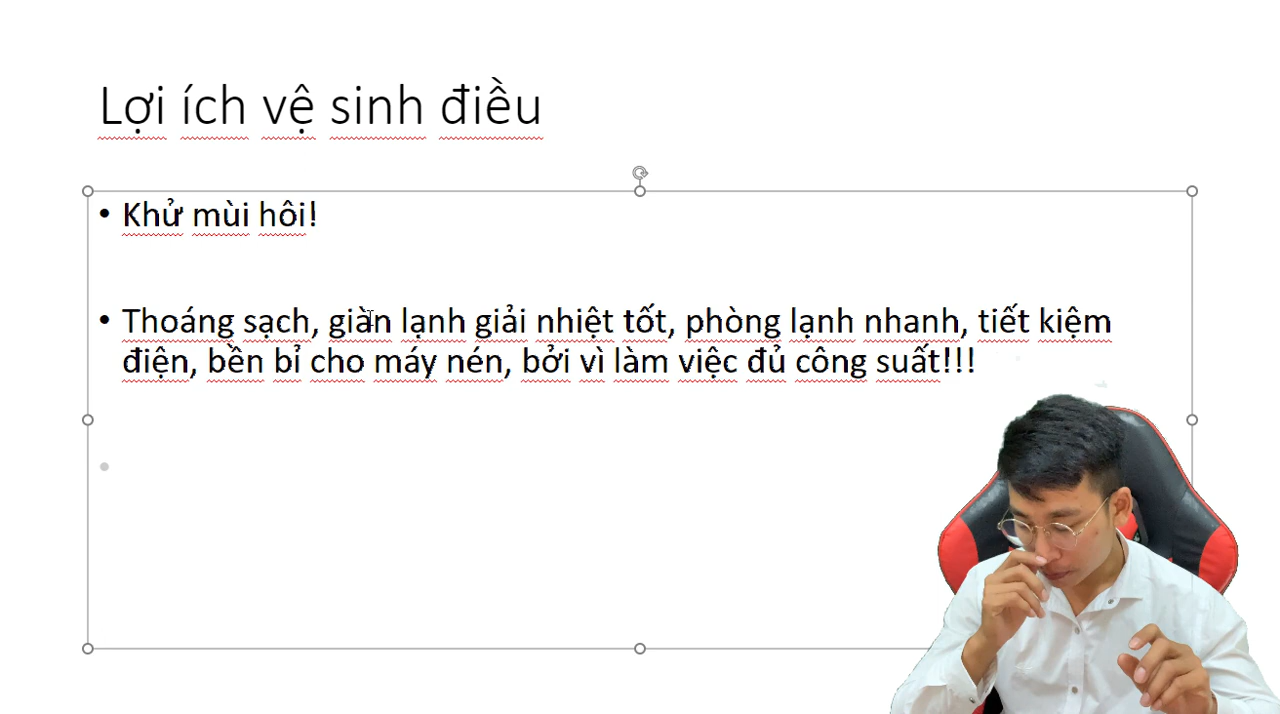 Lợi ích vệ sinh điều
• Khử mùi hôi!
• Thoáng sạch, giàn lạnh giải nhiệt tốt, phòng lạnh nhanh, tiết kiệm
điện, bền bỉ cho máy nén, bởi vì làm việc đủ công suất!!!